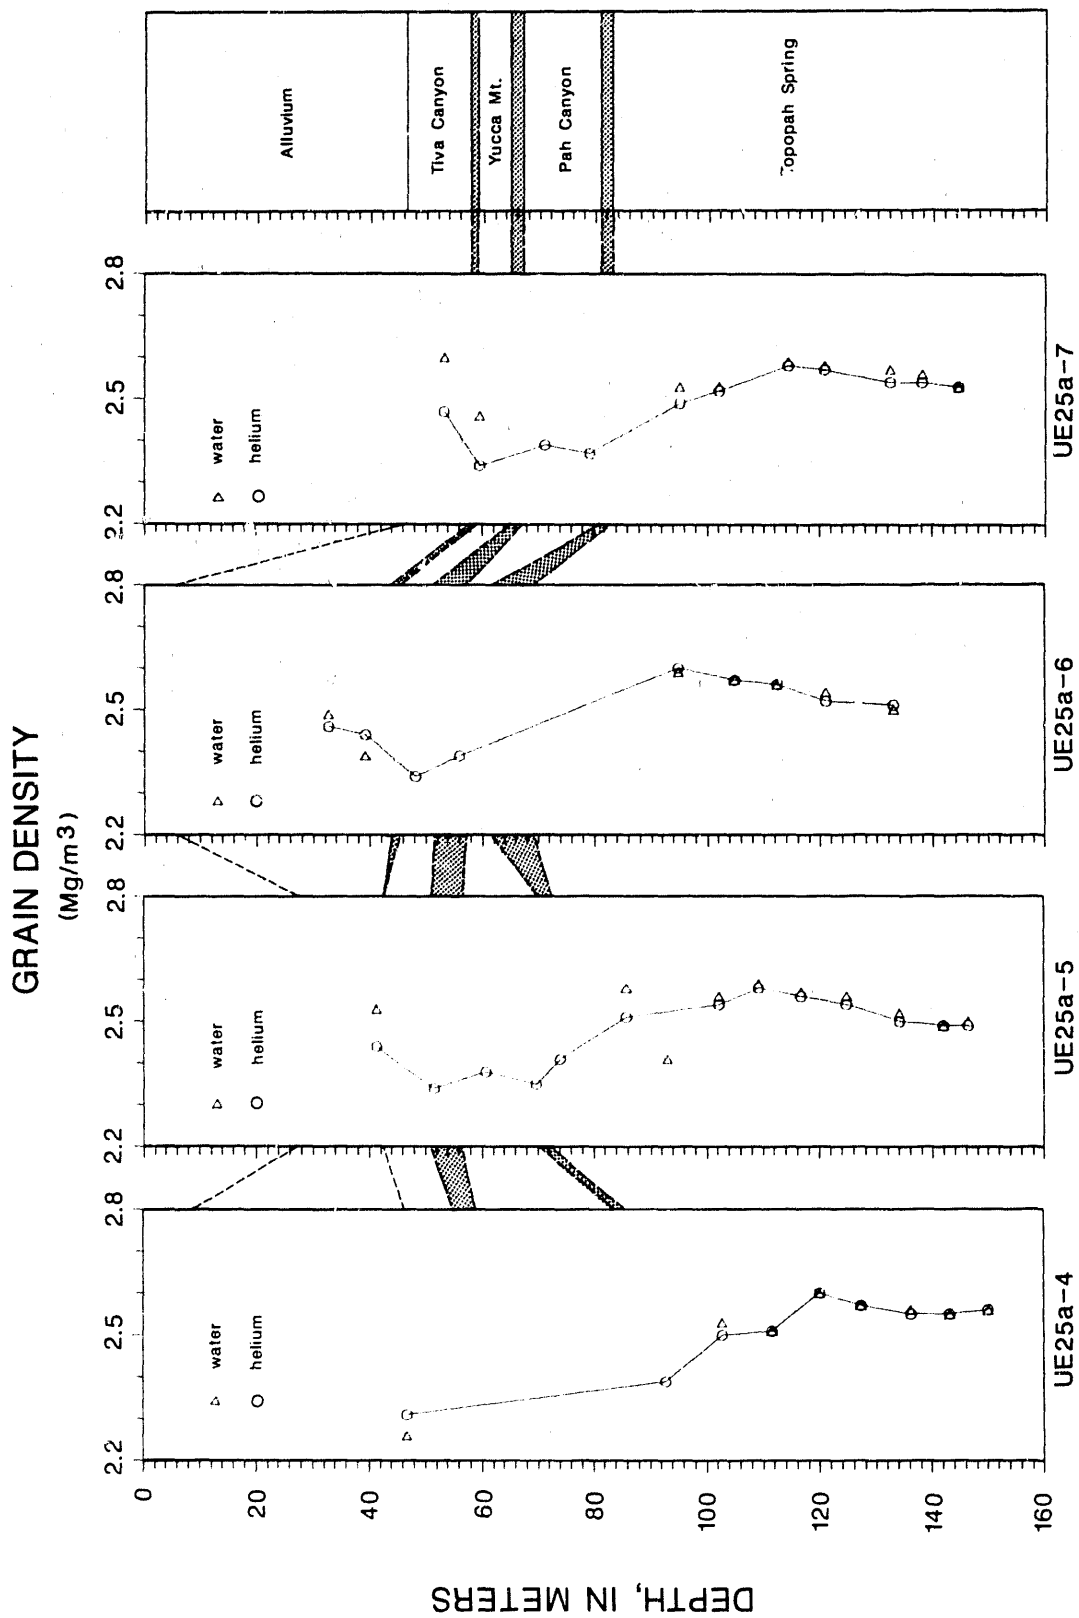 GRAIN DENSITY
(Mg/m3)
2.2 2.5 2.8
2.2 2.5 2.8
2.2 2.5 2.8
2.2 2.5 2.8
water
helium
water
helium
water
helium
water
helium
Alluvium
Tiva Canyon
Yucca Mt.
Pah Canyon
Topopah Spring
0
20
40
60
80
100
120
140
160
DEPTH, IN METERS
UE25a-4
UE25a-5
UE25a-6
UE25a-7